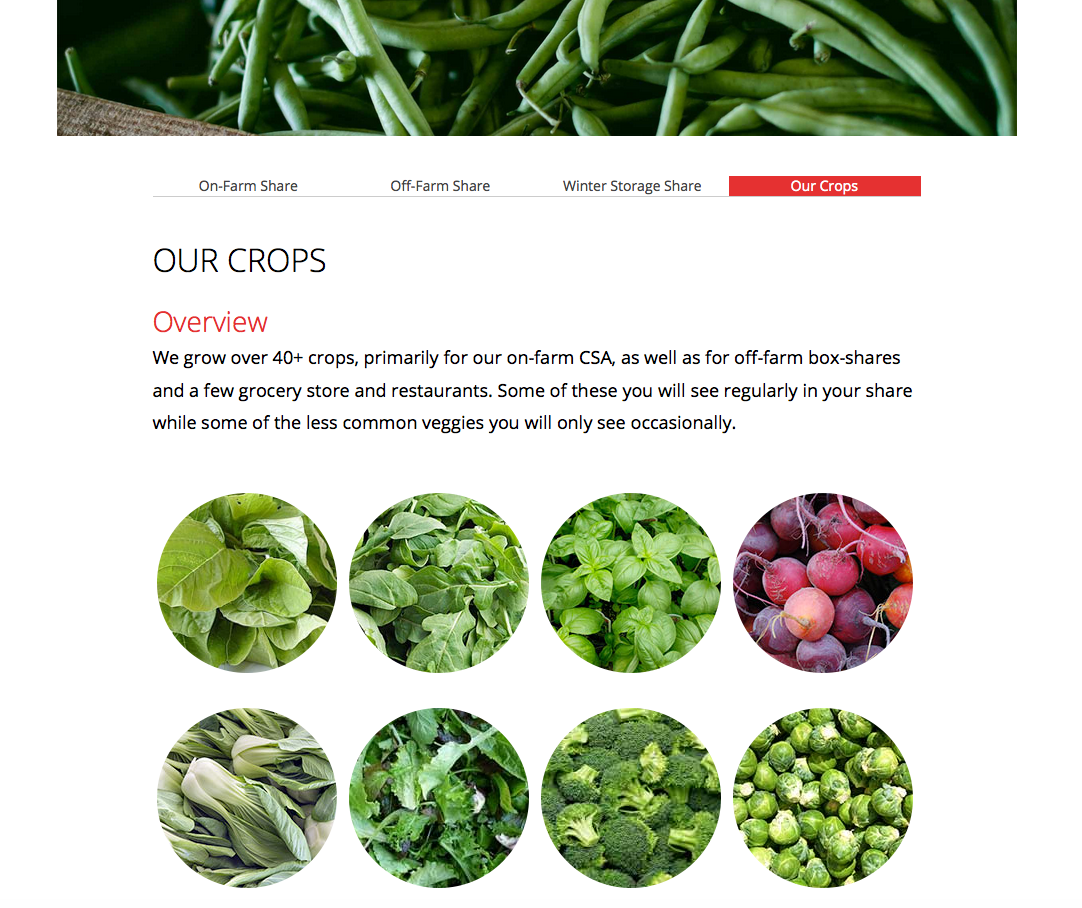 On-Farm Share
Off-Farm Share
Winter Storage Share
Our Crops
OUR CROPS
Overview
We grow over 40+ crops, primarily for our on-farm CSA, as well as for off-farm box-shares
and a few grocery store and restaurants. Some of these you will see regularly in your share
while some of the less common veggies you will only see occasionally.